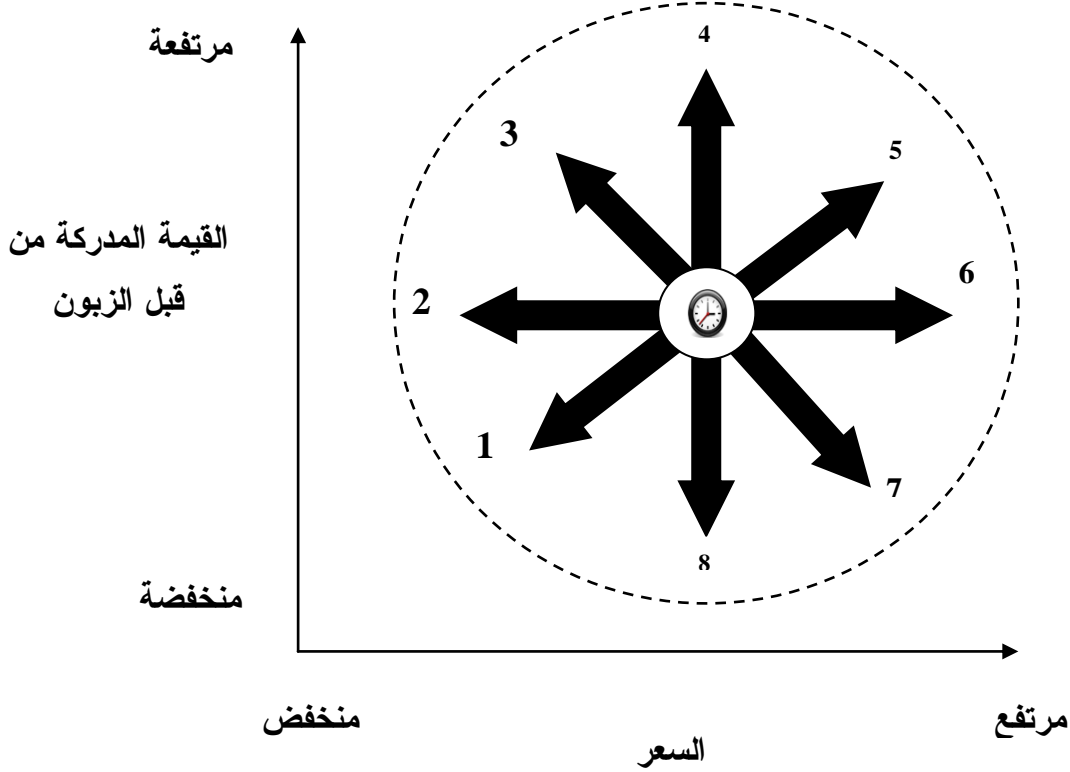 مرتفعة
4
3
5
القيمة المدركة من
قبل الزبون
6
2
1
7
8
منخفضة
منخفض
مرتفع
السعر